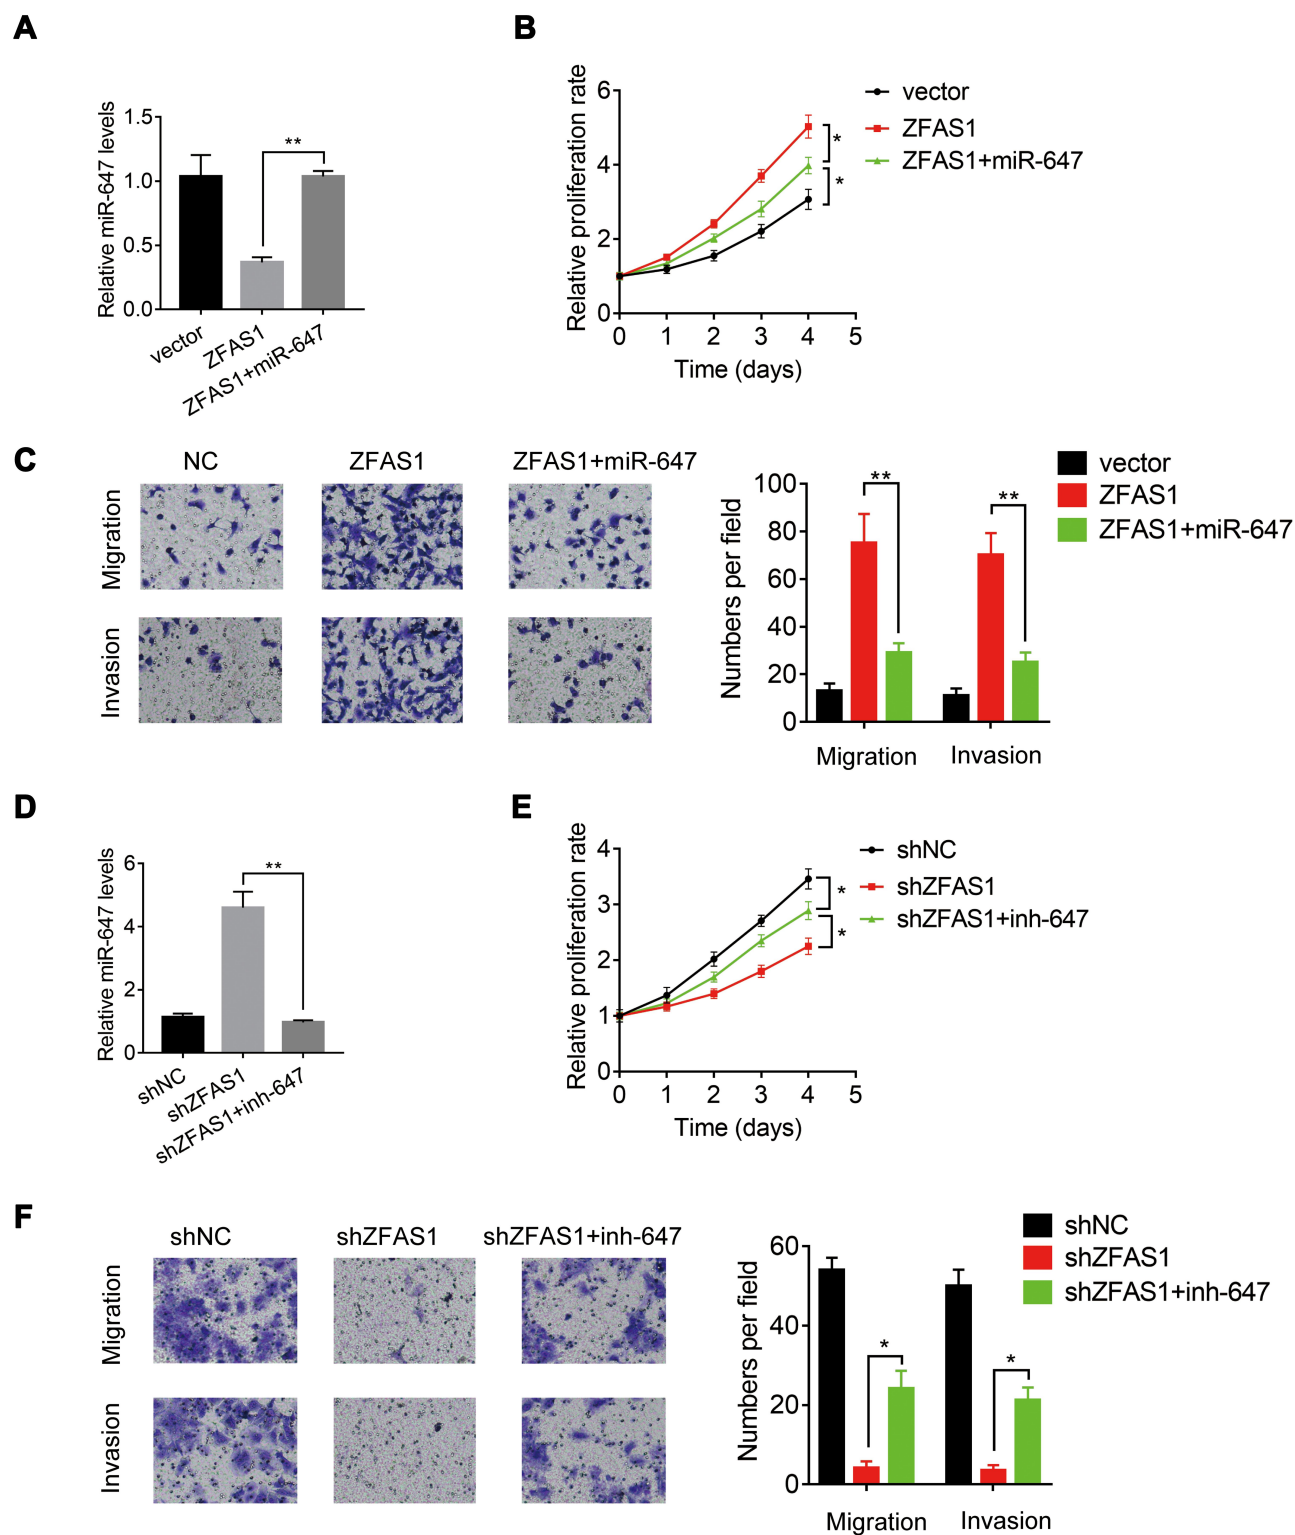 A
Relative miR-647 levels
1.5
1.0
0.5
0.0
**
vector
ZFAS1
ZFAS1+miR-647
B
Relative proliferation rate
6
4
2
0
0 1 2 3 4 5
Time (days)
*
*
vector
ZFAS1
ZFAS1+miR-647
C
NC ZFAS1 ZFAS1+miR-647
Migration
Invasion
Numbers per field
100
80
60
40
20
0
** **
Migration Invasion
vector
ZFAS1
ZFAS1+miR-647
D
Relative miR-647 levels
6
4
2
0
**
shNC
shZFAS1
shZFAS1+inh-647
E
Relative proliferation rate
4
3
2
1
0
0 1 2 3 4 5
Time (days)
*
*
shNC
shZFAS1
shZFAS1+inh-647
F
shNC shZFAS1 shZFAS1+inh-647
Migration
Invasion
Numbers per field
60
40
20
0
* *
Migration Invasion
shNC
shZFAS1
shZFAS1+inh-647